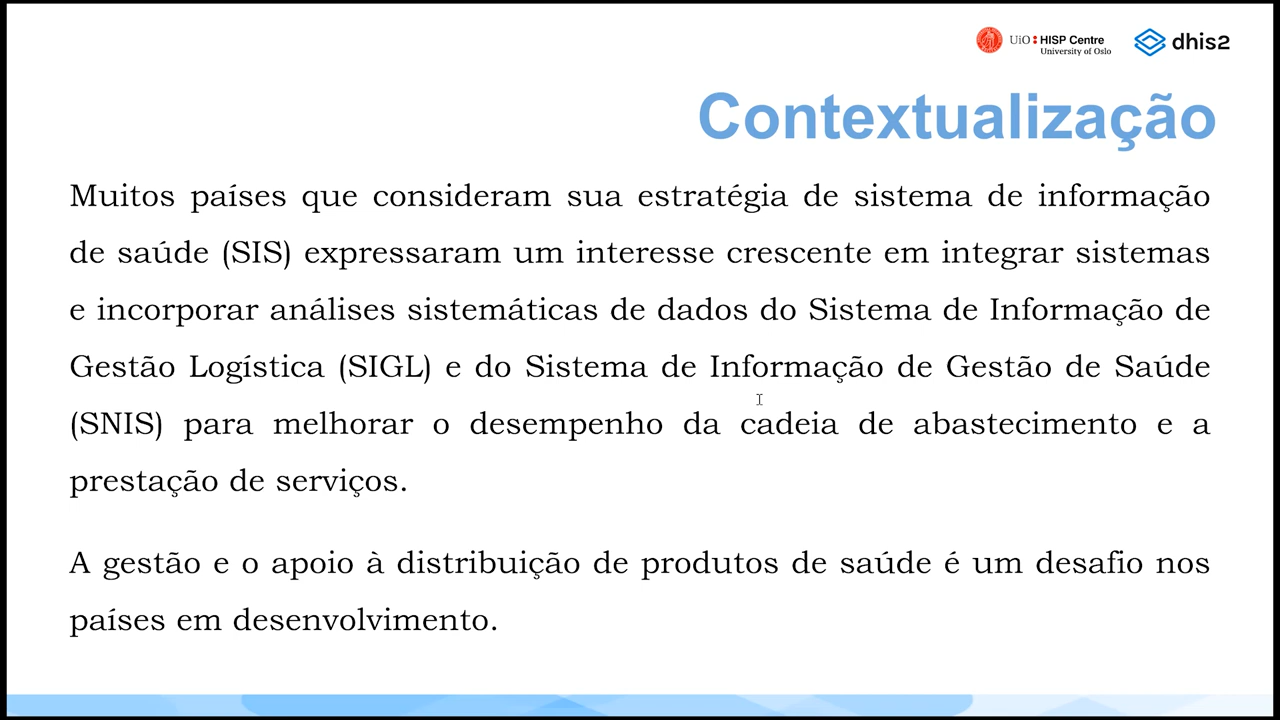 UiO HISP Centre
University of Oslo
dhis2
Contextualização
Muitos países que consideram sua estratégia de sistema de informação
de saúde (SIS) expressaram um interesse crescente em integrar sistemas
e incorporar análises sistemáticas de dados do Sistema de Informação de
Gestão Logística (SIGL) e do Sistema de Informação de Gestão de Saúde
(SNIS) para melhorar o desempenho da cadeia de abastecimento e a
prestação de serviços.
A gestão e o apoio à distribuição de produtos de saúde é um desafio nos
países em desenvolvimento.